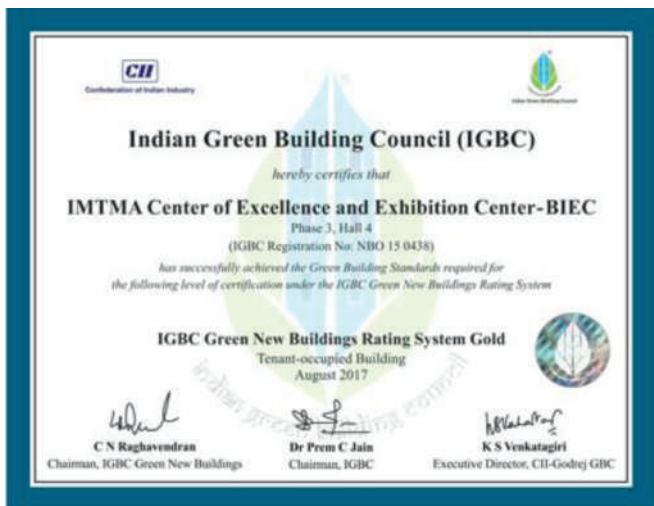 CII
Confederation of Indian Industry
Indian Green Building Council
Indian Green Building Council (IGBC)
hereby certifies that
IMTMA Center of Excellence and Exhibition Center-BIEC
Phase 3, Hall 4
(IGBC Registration No: NBO 15 0438)
has successfully achieved the Green Building Standards required for
the following level of certification under the IGBC Green New Buildings Rating System
IGBC Green New Buildings Rating System Gold
Tenant-occupied Building
August 2017
indian green building council
C N Raghavendran
Chairman, IGBC Green New Buildings
Dr Prem C Jain
Chairman, IGBC
K S Venkatagiri
Executive Director, CII-Godrej GBC